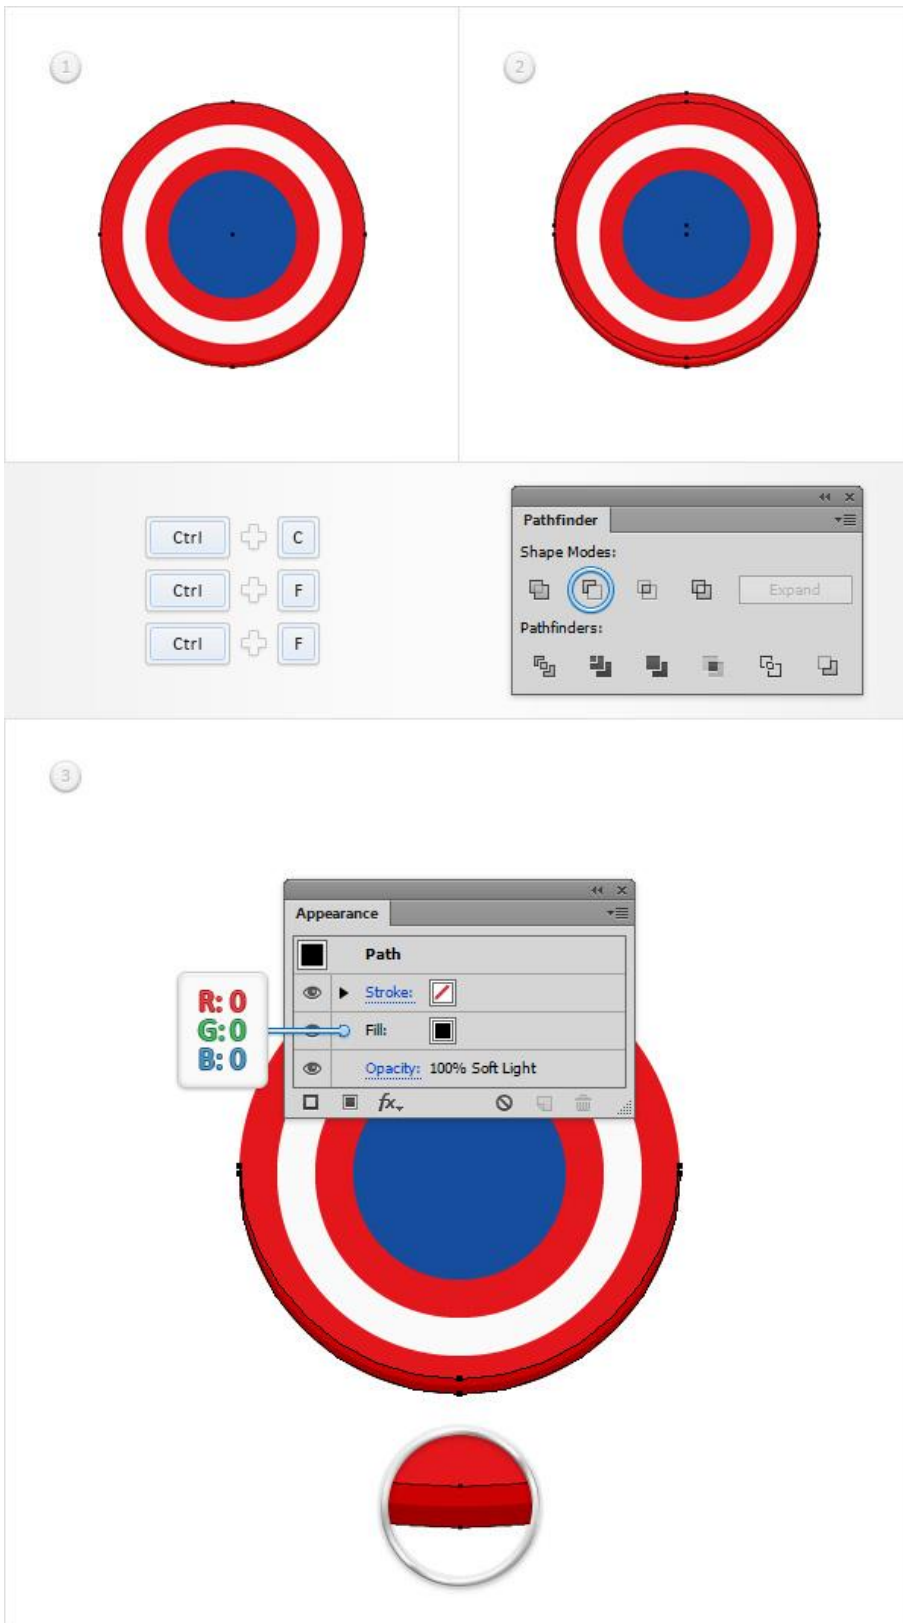 1
2
Ctrl C
Ctrl F
Ctrl F
Pathfinder
Shape Modes:
Expand
Pathfinders:
3
Appearance
Path
Stroke:
Fill:
Opacity: 100% Soft Light
fx
R: 0
G: 0
B: 0